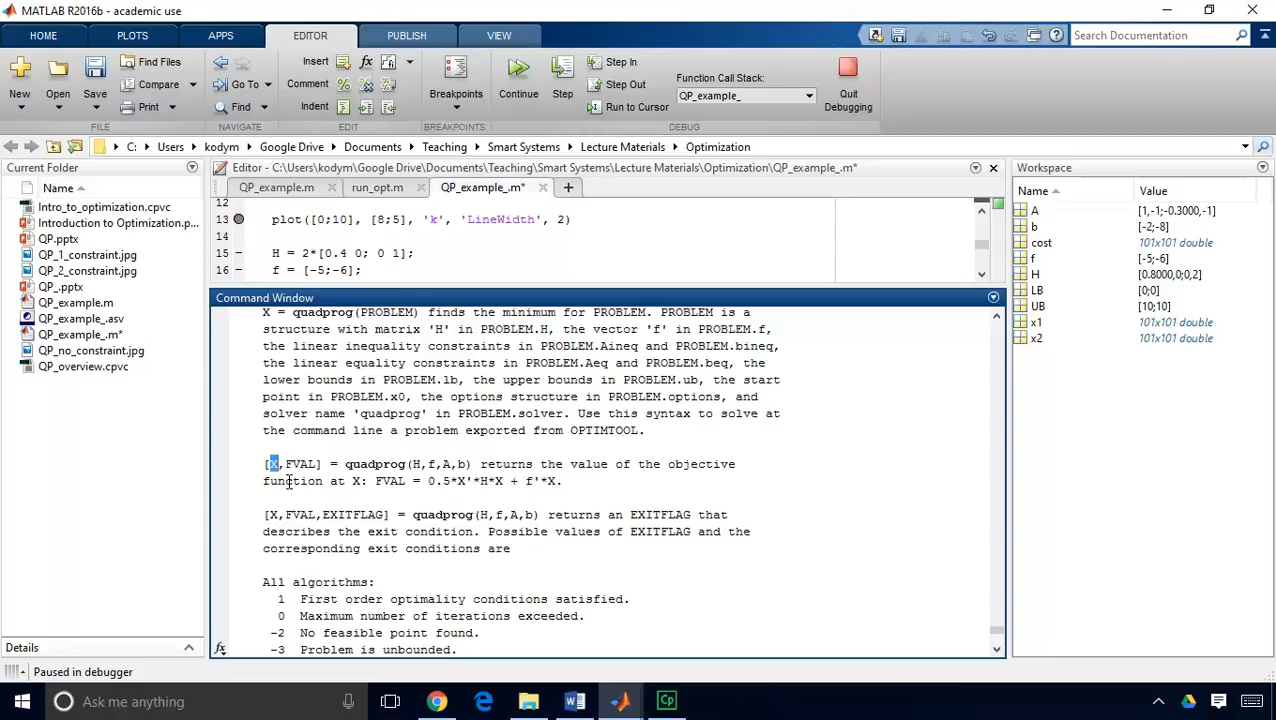 MATLAB R2016b - academic use
HOME PLOTS APPS EDITOR PUBLISH VIEW
Search Documentation
New Open Save Find Files Compare Print
FILE
Go To Find
NAVIGATE
Insert fx
Comment
Indent
EDIT
Breakpoints
BREAKPOINTS
Continue Step Step In Step Out Run to Cursor
Function Call Stack:
QP_example_
Quit Debugging
DEBUG
C: Users kodym Google Drive Documents Teaching Smart Systems Lecture Materials Optimization
Current Folder
Name
Intro_to_optimization.cpvc
Introduction to Optimization.p...
QP.pptx
QP_1_constraint.jpg
QP_2_constraint.jpg
QP_.pptx
QP_example.m
QP_example_.asv
QP_example_.m*
QP_no_constraint.jpg
QP_overview.cpvc
Details
Editor - C:\Users\kodym\Google Drive\Documents\Teaching\Smart Systems\Lecture Materials\Optimization\QP_example_.m*
QP_example.m run_opt.m QP_example_.m*
12
13 plot([0;10], [8;5], 'k', 'LineWidth', 2)
14
15 H = 2*[0.4 0; 0 1];
16 f = [-5;-6];
Command Window
X = quadprog(PROBLEM) finds the minimum for PROBLEM. PROBLEM is a
structure with matrix 'H' in PROBLEM.H, the vector 'f' in PROBLEM.f,
the linear inequality constraints in PROBLEM.Aineq and PROBLEM.bineq,
the linear equality constraints in PROBLEM.Aeq and PROBLEM.beq, the
lower bounds in PROBLEM.lb, the upper bounds in PROBLEM.ub, the start
point in PROBLEM.x0, the options structure in PROBLEM.options, and
solver name 'quadprog' in PROBLEM.solver. Use this syntax to solve at
the command line a problem exported from OPTIMTOOL.
[X,FVAL] = quadprog(H,f,A,b) returns the value of the objective
function at X: FVAL = 0.5*X'*H*X + f'*X.
[X,FVAL,EXITFLAG] = quadprog(H,f,A,b) returns an EXITFLAG that
describes the exit condition. Possible values of EXITFLAG and the
corresponding exit conditions are
All algorithms:
1 First order optimality conditions satisfied.
0 Maximum number of iterations exceeded.
-2 No feasible point found.
-3 Problem is unbounded.
fx
Workspace
Name Value
A [1,-1;-0.3000,-1]
b [-2;-8]
cost 101x101 double
f [-5;-6]
H [0.8000,0;0,2]
LB [0;0]
UB [10;10]
x1 101x101 double
x2 101x101 double
Paused in debugger
Ask me anything
Cp